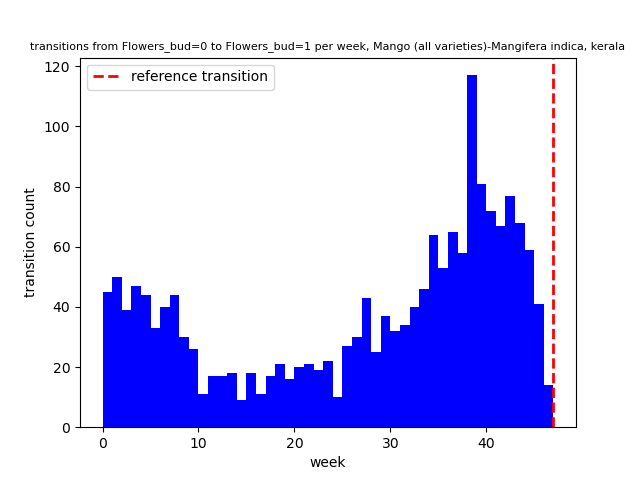 transitions from Flowers_bud=0 to Flowers_bud=1 per week, Mango (all varieties)-Mangifera indica, kerala
reference transition
transition count
120
100
80
60
40
20
0
0 10 20 30 40
week